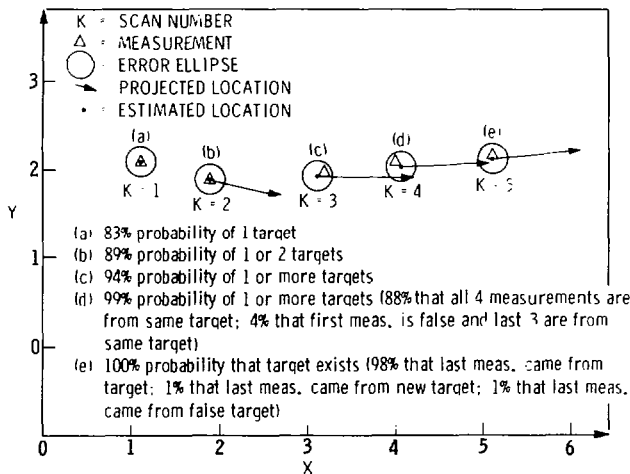 K = SCAN NUMBER
△ = MEASUREMENT
ERROR ELLIPSE
PROJECTED LOCATION
• = ESTIMATED LOCATION
3
2
1
0
Y
(a)
(b)
(c)
(d)
(e)
K = 1
K = 2
K = 3
K = 4
K = 5
(a) 83% probability of 1 target
(b) 89% probability of 1 or 2 targets
(c) 94% probability of 1 or more targets
(d) 99% probability of 1 or more targets (88% that all 4 measurements are
from same target; 4% that first meas. is false and last 3 are from
same target)
(e) 100% probability that target exists (98% that last meas. came from
target; 1% that last meas. came from new target; 1% that last meas.
came from false target)
0 1 2 3 4 5 6
X